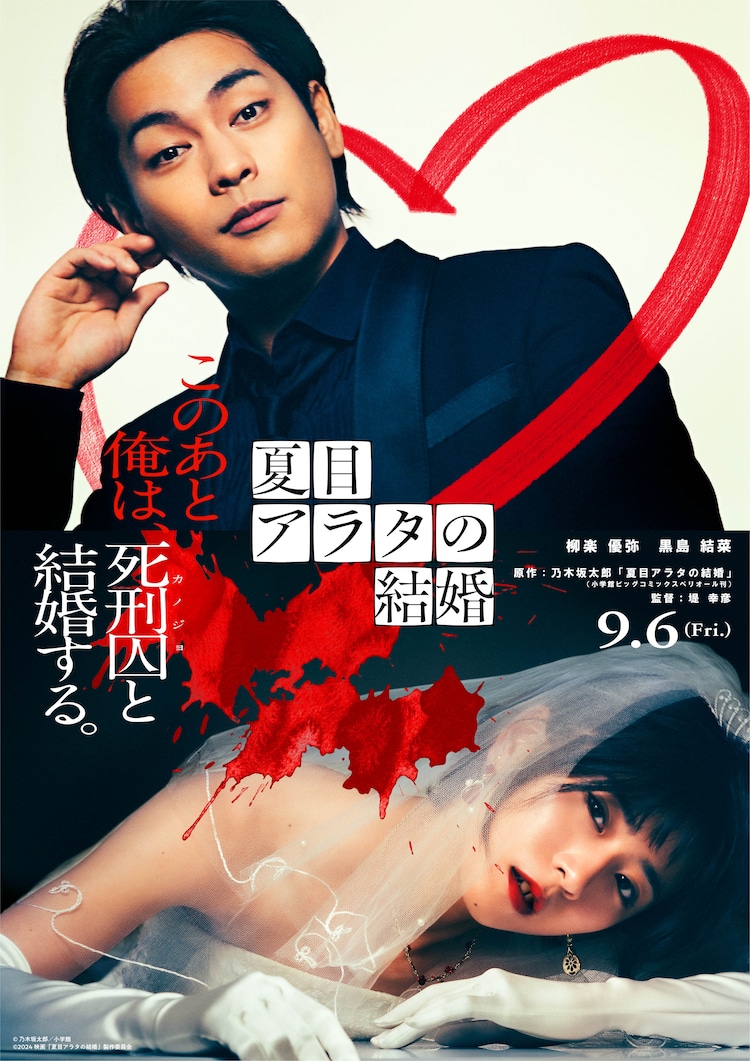 このあと
俺は、
死刑囚と
カノジョ
結婚する。
夏目
アラタの
結婚
柳楽 優弥　黒島 結菜
原作：乃木坂太郎「夏目アラタの結婚」
（小学館ビッグコミックスペリオール刊）
監督：堤 幸彦
9.6(Fri.)
© 乃木坂太郎／小学館
©2024 映画「夏目アラタの結婚」製作委員会